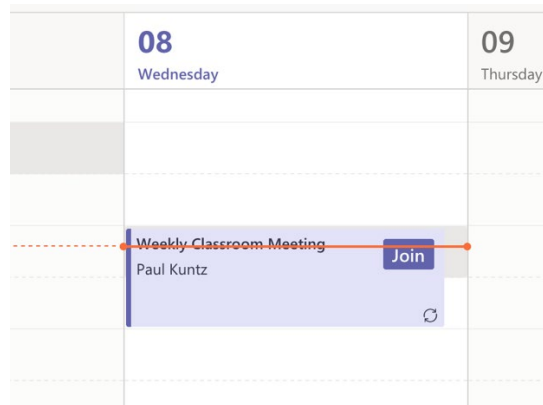 08
Wednesday
09
Thursday
Weekly Classroom Meeting
Join
Paul Kuntz